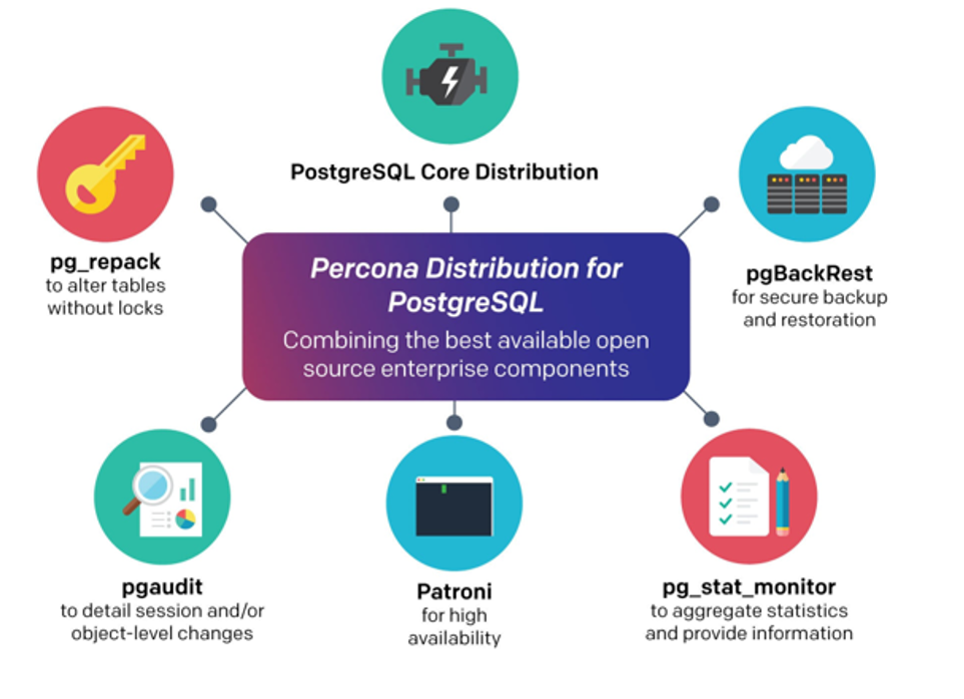 PostgreSQL Core Distribution
pg_repack
to alter tables
without locks
Percona Distribution for
PostgreSQL
Combining the best available open
source enterprise components
pgBackRest
for secure backup
and restoration
pgaudit
to detail session and/or
object-level changes
Patroni
for high
availability
pg_stat_monitor
to aggregate statistics
and provide information